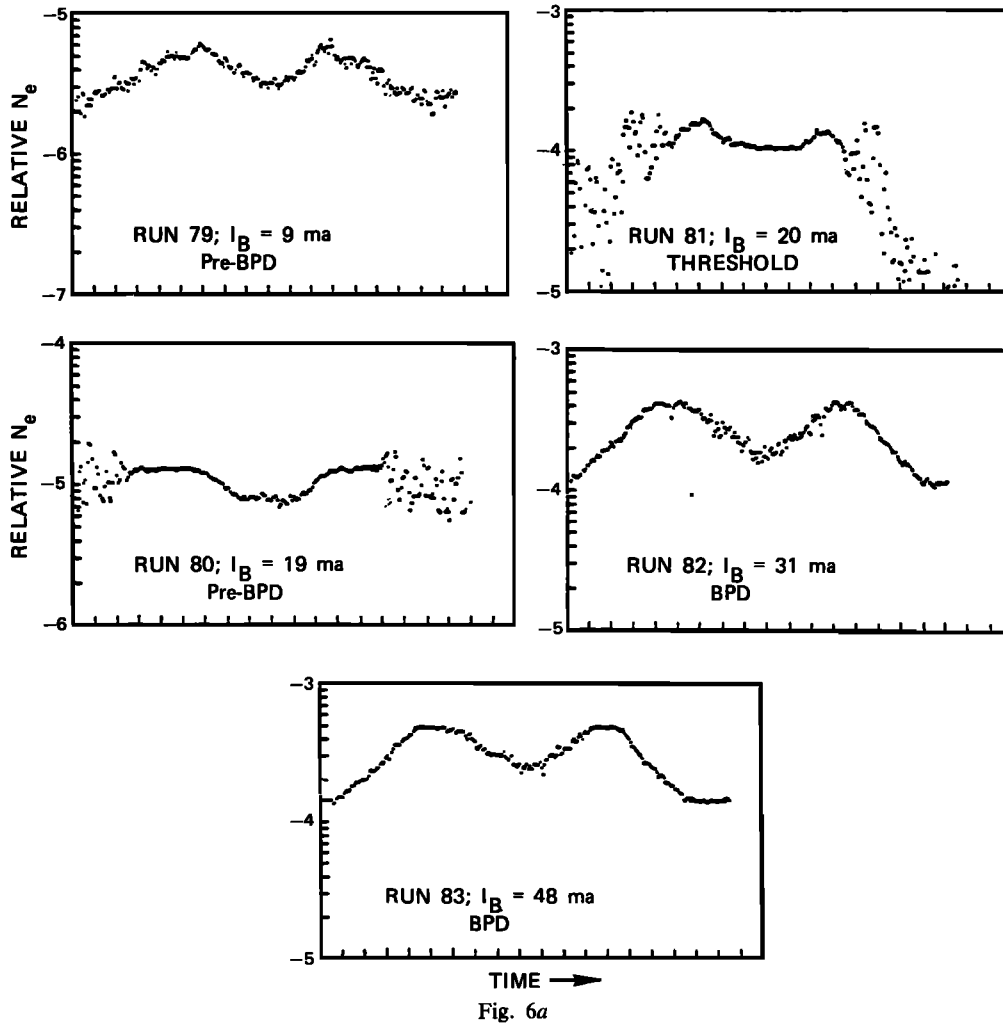 −5
−6
−7
RELATIVE Ne
RUN 79; IB = 9 ma
Pre-BPD
−3
−4
−5
RUN 81; IB = 20 ma
THRESHOLD
−4
−5
−6
RELATIVE Ne
RUN 80; IB = 19 ma
Pre-BPD
−3
−4
−5
RUN 82; IB = 31 ma
BPD
−3
−4
−5
RUN 83; IB = 48 ma
BPD
TIME →
Fig. 6a